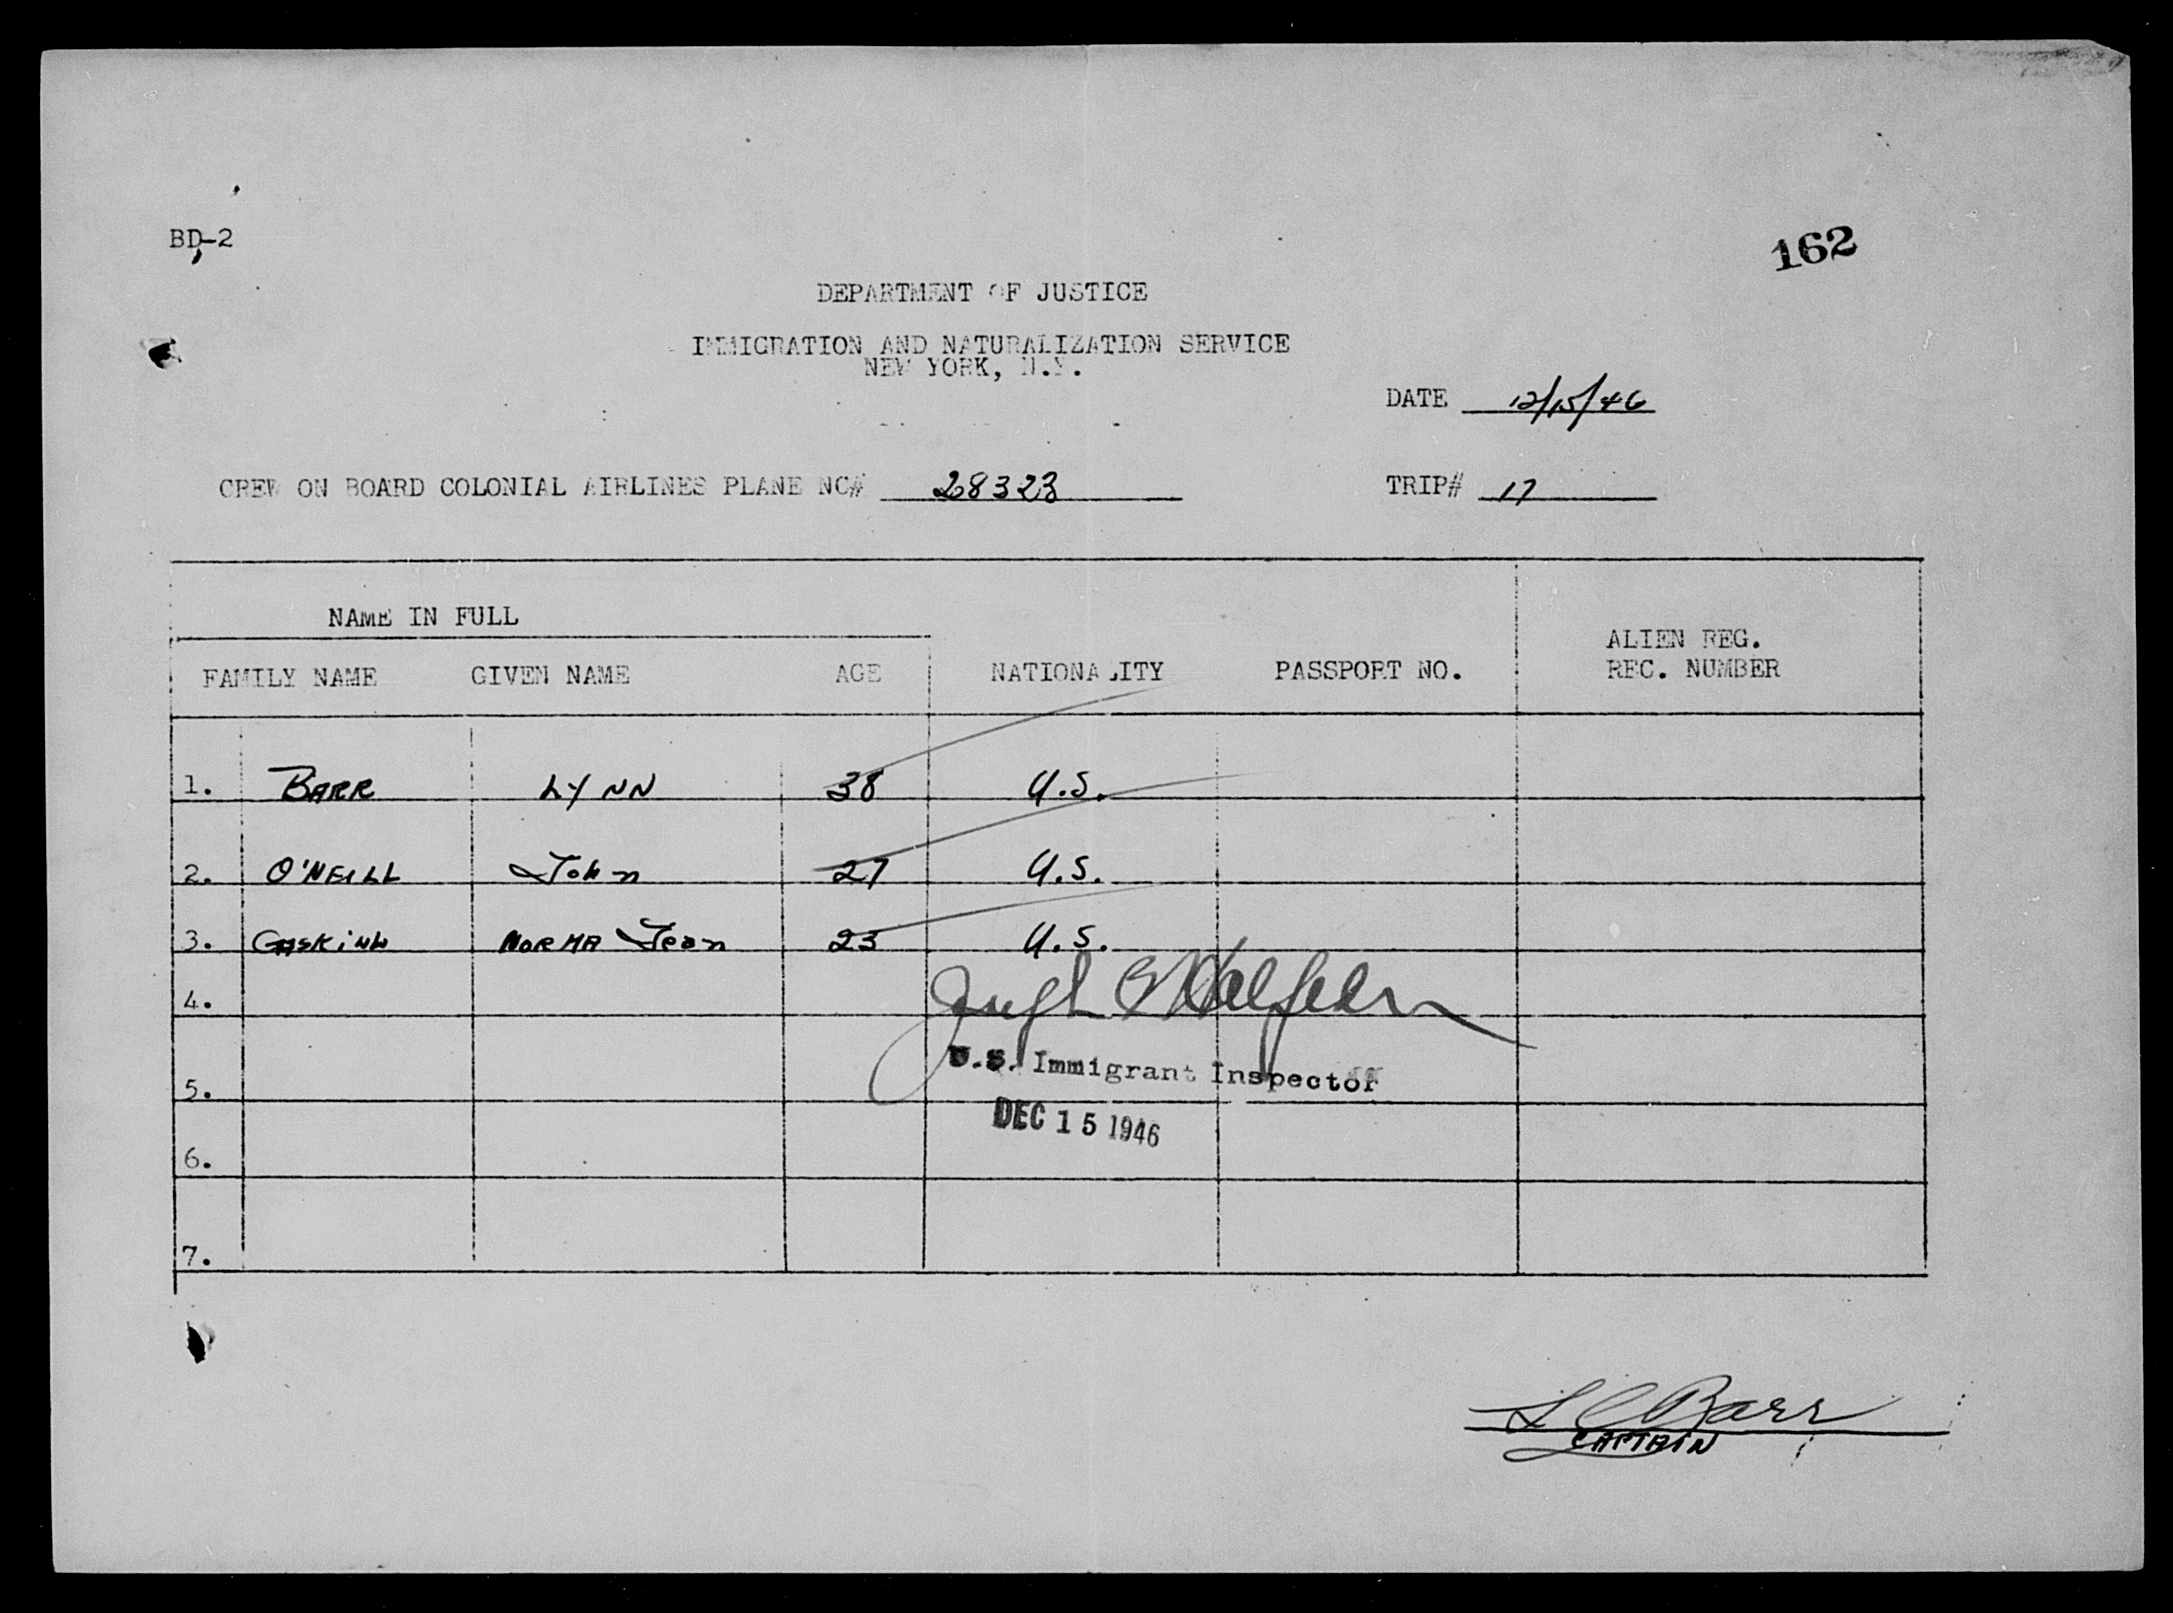 BD-2
162
DEPARTMENT OF JUSTICE
IMMIGRATION AND NATURALIZATION SERVICE
NEW YORK, N.Y.
DATE 12/15/46
CREW ON BOARD COLONIAL AIRLINES PLANE NC# 28323 TRIP# 17
NAME IN FULL
ALIEN REG.
FAMILY NAME GIVEN NAME AGE NATIONALITY PASSPORT NO. REC. NUMBER
1. BARR LYNN 38 U.S.
2. O'NEILL John 27 U.S.
3. NORMA Jean 23 U.S.
4. Joseph
U.S. Immigrant Inspector
5.
DEC 15 1946
6.
7.
L C Barr
CAPTAIN